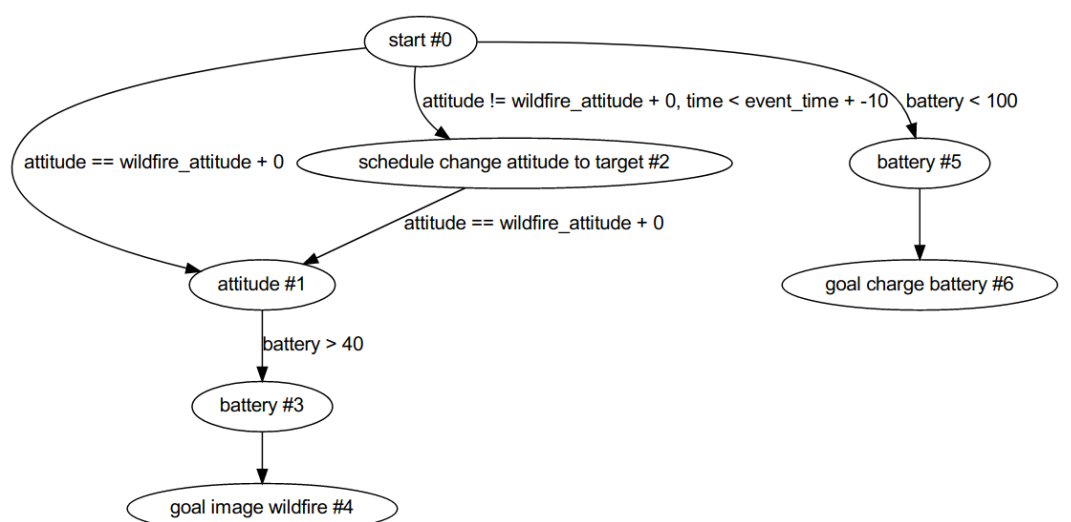 start #0
attitude != wildfire_attitude + 0, time < event_time + -10
battery < 100
attitude == wildfire_attitude + 0
schedule change attitude to target #2
battery #5
attitude == wildfire_attitude + 0
attitude #1
goal charge battery #6
battery > 40
battery #3
goal image wildfire #4